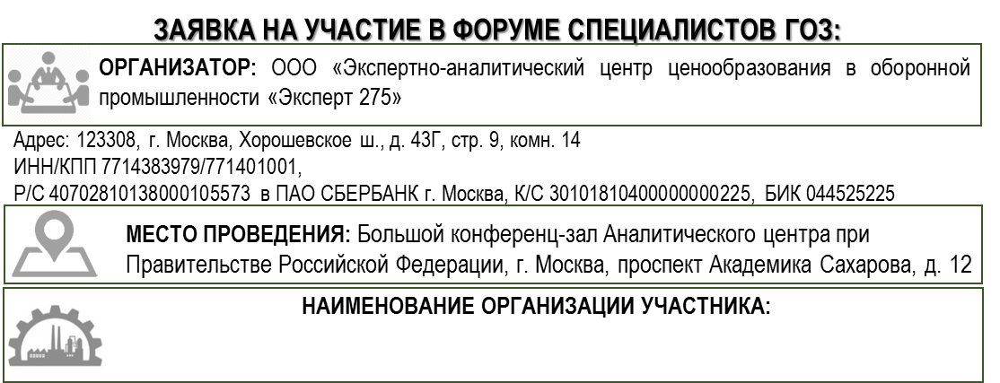 ЗАЯВКА НА УЧАСТИЕ В ФОРУМЕ СПЕЦИАЛИСТОВ ГОЗ:
ОРГАНИЗАТОР: ООО «Экспертно-аналитический центр ценообразования в оборонной
промышленности «Эксперт 275»
Адрес: 123308, г. Москва, Хорошевское ш., д. 43Г, стр. 9, комн. 14
ИНН/КПП 7714383979/771401001,
Р/С 40702810138000105573 в ПАО СБЕРБАНК г. Москва, К/С 30101810400000000225, БИК 044525225
МЕСТО ПРОВЕДЕНИЯ: Большой конференц-зал Аналитического центра при
Правительстве Российской Федерации, г. Москва, проспект Академика Сахарова, д. 12
НАИМЕНОВАНИЕ ОРГАНИЗАЦИИ УЧАСТНИКА: